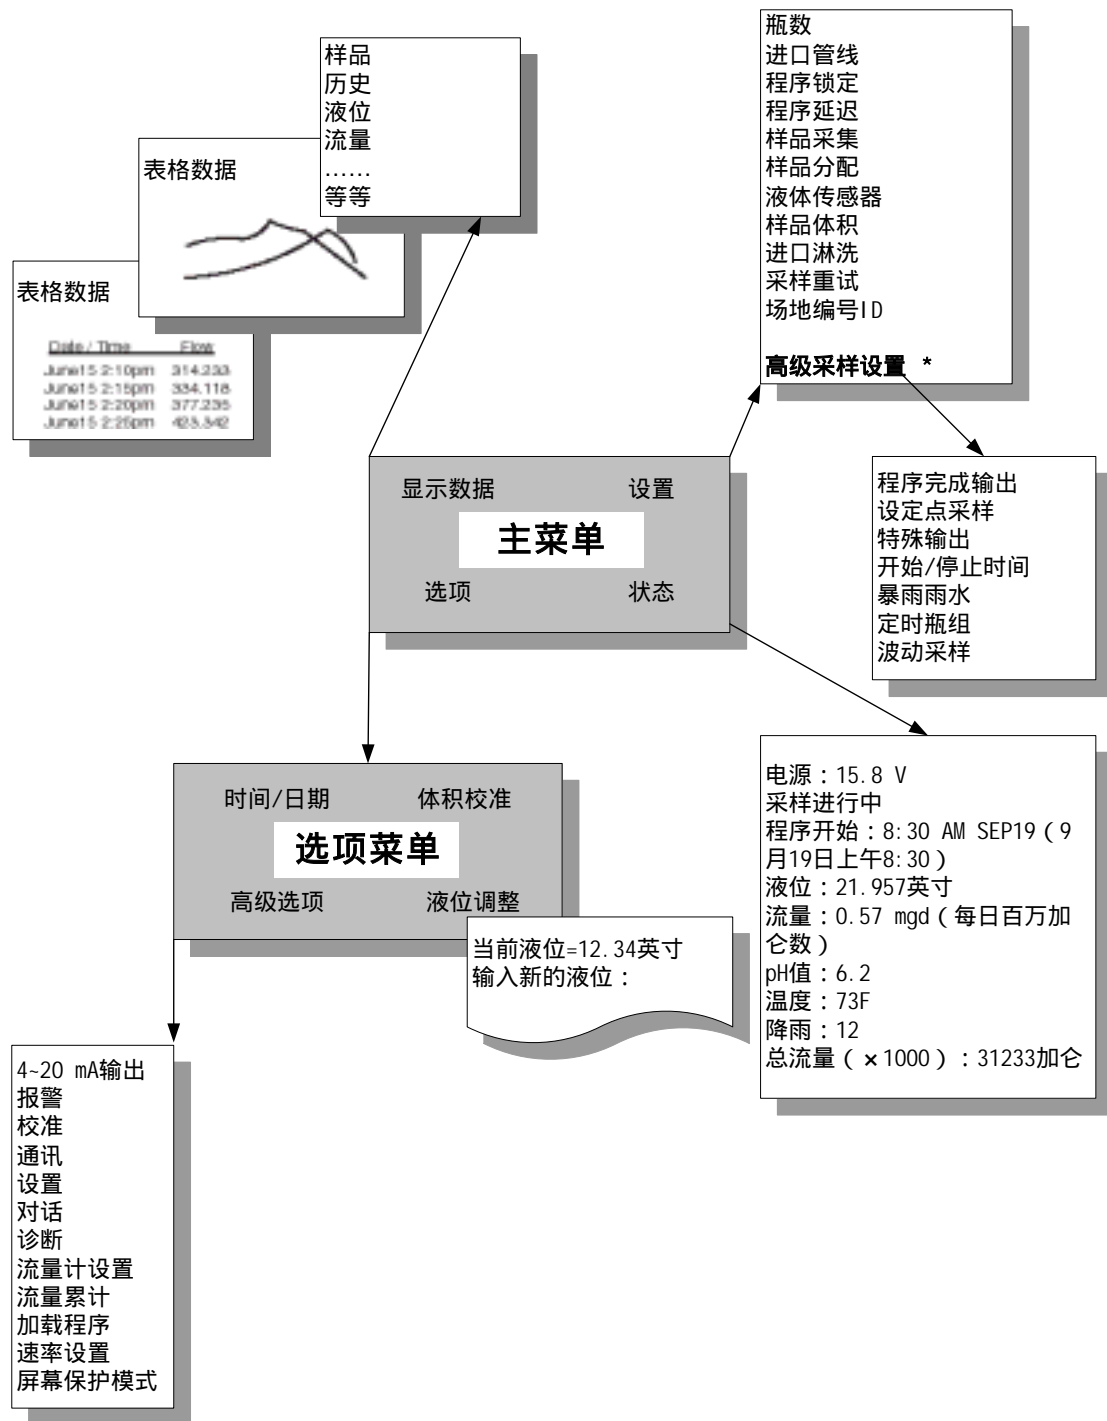 样品
历史
液位
流量
……
等等
表格数据
表格数据
Date / Time Flow
June15 2:10pm 314.233
June15 2:15pm 334.118
June15 2:20pm 377.235
June15 2:25pm 423.342
瓶数
进口管线
程序锁定
程序延迟
样品采集
样品分配
液体传感器
样品体积
进口淋洗
采样重试
场地编号ID
高级采样设置 *
程序完成输出
设定点采样
特殊输出
开始/停止时间
暴雨雨水
定时瓶组
波动采样
显示数据 设置
主菜单
选项 状态
电源：15.8 V
采样进行中
程序开始：8:30 AM SEP19（9
月19日上午8:30）
液位：21.957英寸
流量：0.57 mgd（每日百万加
仑数）
pH值：6.2
温度：73F
降雨：12
总流量（×1000）：31233加仑
时间/日期 体积校准
选项菜单
高级选项 液位调整
当前液位=12.34英寸
输入新的液位：
4~20 mA输出
报警
校准
通讯
设置
对话
诊断
流量计设置
流量累计
加载程序
速率设置
屏幕保护模式